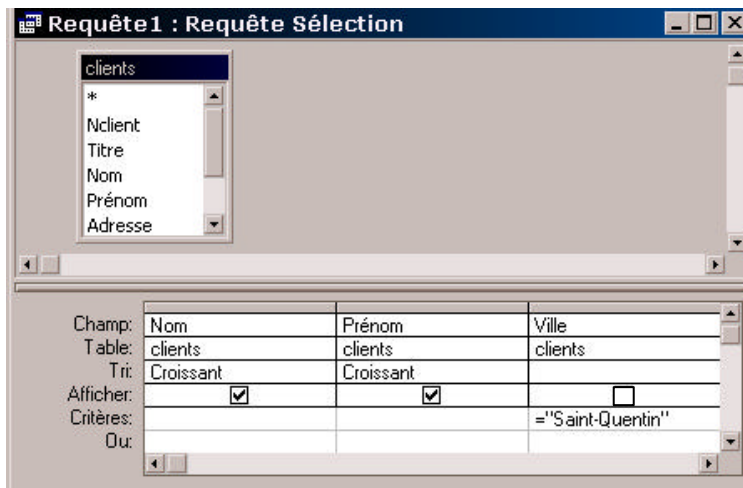 Requête1 : Requête Sélection
clients
*
Nclient
Titre
Nom
Prénom
Adresse
Champ: Nom Prénom Ville
Table: clients clients clients
Tri: Croissant Croissant
Afficher:
Critères: ="Saint-Quentin"
Ou: